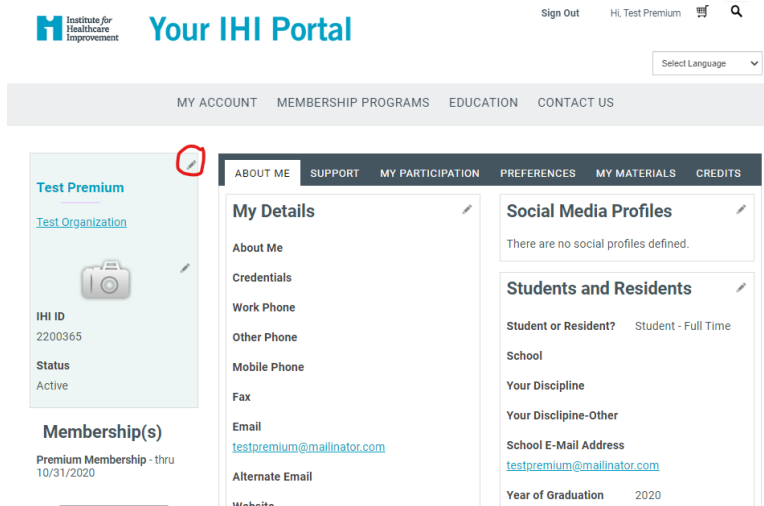 Institute for
Healthcare
Improvement
Your IHI Portal
Sign Out
Hi, Test Premium
Select Language
MY ACCOUNT MEMBERSHIP PROGRAMS EDUCATION CONTACT US
Test Premium
Test Organization
IHI ID
2200365
Status
Active
Membership(s)
Premium Membership - thru
10/31/2020
ABOUT ME SUPPORT MY PARTICIPATION PREFERENCES MY MATERIALS CREDITS
My Details
About Me
Credentials
Work Phone
Other Phone
Mobile Phone
Fax
Email
testpremium@mailinator.com
Alternate Email
Website
Social Media Profiles
There are no social profiles defined.
Students and Residents
Student or Resident? Student - Full Time
School
Your Discipline
Your Disclipine-Other
School E-Mail Address
testpremium@mailinator.com
Year of Graduation 2020